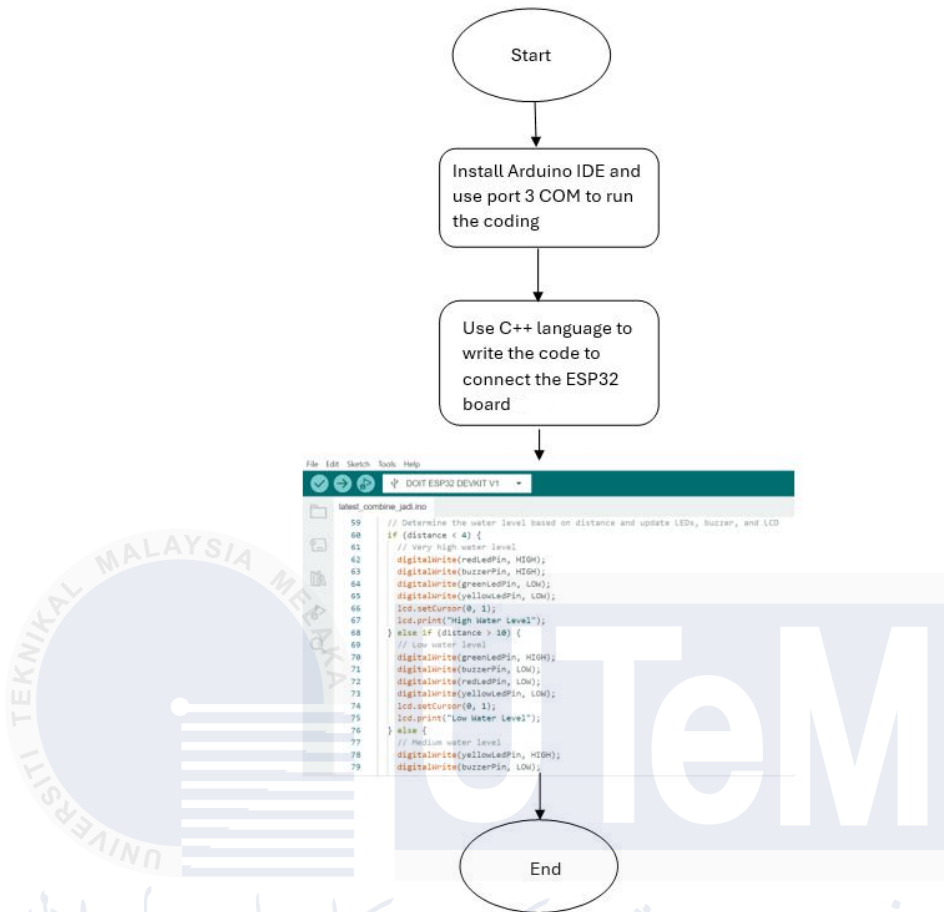 Start
Install Arduino IDE and
use port 3 COM to run
the coding
Use C++ language to
write the code to
connect the ESP32
board
File Edit Sketch Tools Help
DOIT ESP32 DEVKIT V1
latest_combine_jadi.ino
59 // Determine the water level based on distance and update LEDs, buzzer, and LCD
60 if (distance < 4) {
61 // Very high water level
62 digitalWrite(redLedPin, HIGH);
63 digitalWrite(buzzerPin, HIGH);
64 digitalWrite(greenLedPin, LOW);
65 digitalWrite(yellowLedPin, LOW);
66 lcd.setCursor(0, 1);
67 lcd.print("High Water Level");
68 } else if (distance > 10) {
69 // Low water level
70 digitalWrite(greenLedPin, HIGH);
71 digitalWrite(buzzerPin, LOW);
72 digitalWrite(redLedPin, LOW);
73 digitalWrite(yellowLedPin, LOW);
74 lcd.setCursor(0, 1);
75 lcd.print("Low Water Level");
76 } else {
77 // Medium water level
78 digitalWrite(yellowLedPin, HIGH);
79 digitalWrite(buzzerPin, LOW);
End
UNIVERSITI TEKNIKAL MALAYSIA MELAKA
UTeM